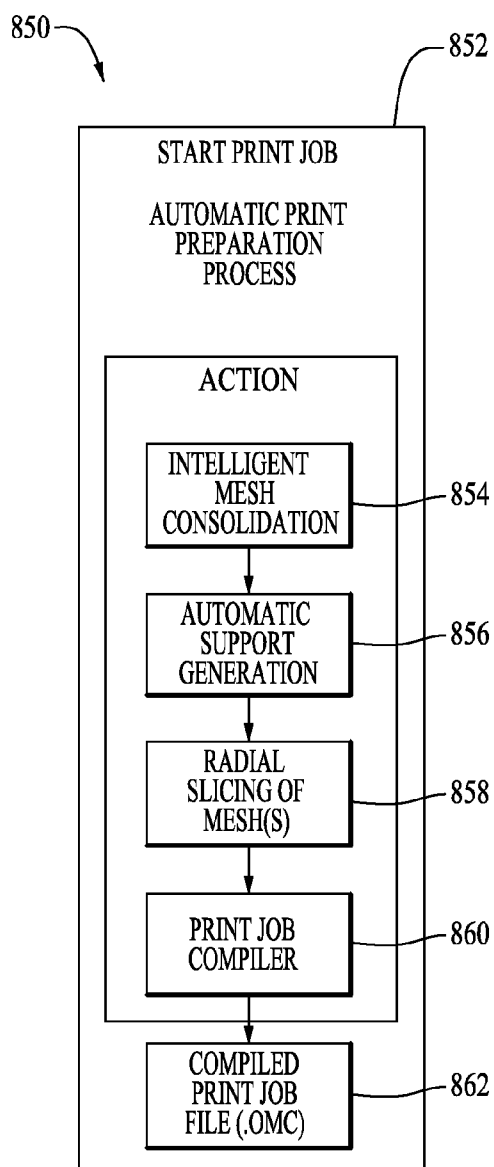 850
852
START PRINT JOB
AUTOMATIC PRINT
PREPARATION
PROCESS
ACTION
INTELLIGENT
MESH
CONSOLIDATION
854
AUTOMATIC
SUPPORT
GENERATION
856
RADIAL
SLICING OF
MESH(S)
858
PRINT JOB
COMPILER
860
COMPILED
PRINT JOB
FILE (.OMC)
862